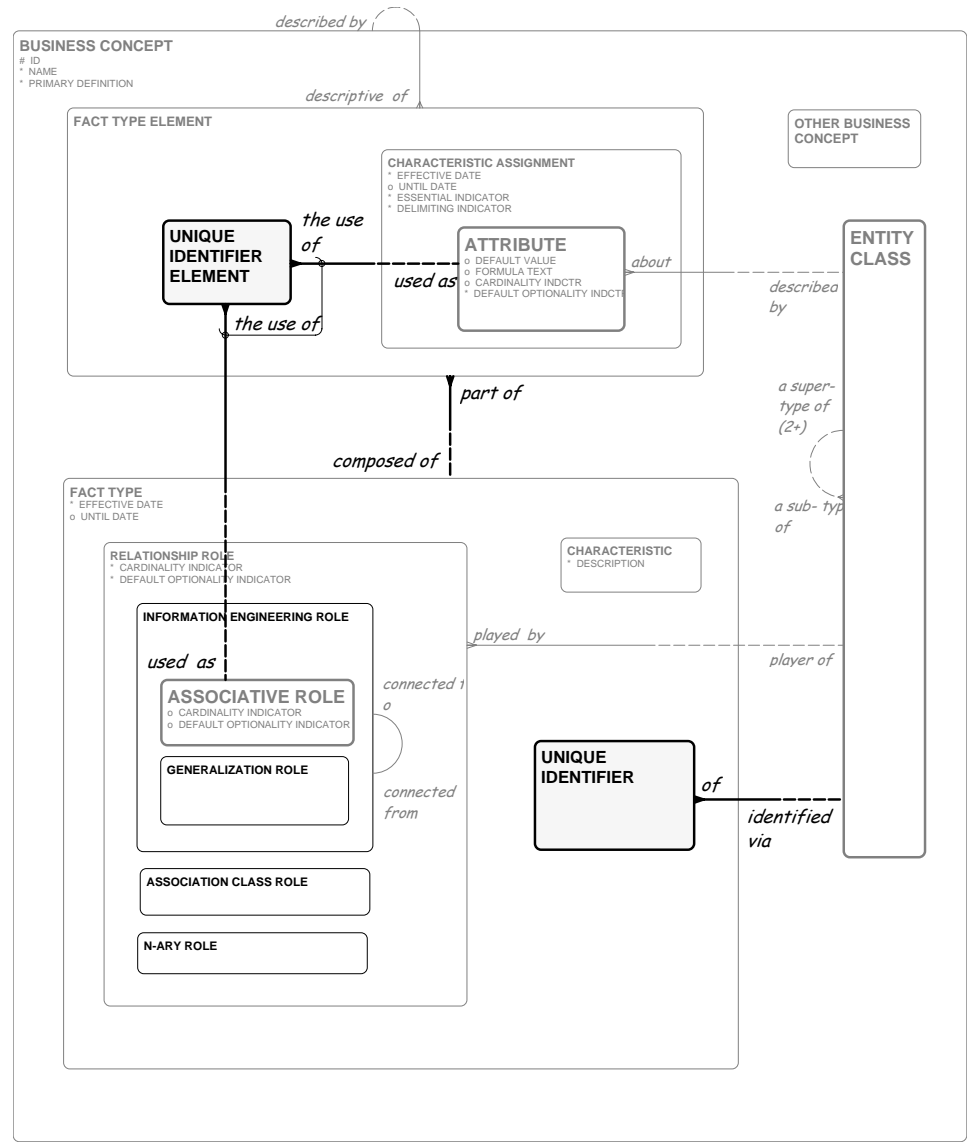 described by
BUSINESS CONCEPT
# ID
* NAME
* PRIMARY DEFINITION
descriptive of
FACT TYPE ELEMENT
OTHER BUSINESS
CONCEPT
CHARACTERISTIC ASSIGNMENT
* EFFECTIVE DATE
o UNTIL DATE
* ESSENTIAL INDICATOR
* DELIMITING INDICATOR
UNIQUE
IDENTIFIER
ELEMENT
the use
of
used as
ATTRIBUTE
o DEFAULT VALUE
o FORMULA TEXT
o CARDINALITY INDCTR
* DEFAULT OPTIONALITY INDCTR
about
described
by
ENTITY
CLASS
the use of
part of
composed of
a super-
type of
(2+)
a sub- typ
of
FACT TYPE
* EFFECTIVE DATE
o UNTIL DATE
RELATIONSHIP ROLE
* CARDINALITY INDICATOR
* DEFAULT OPTIONALITY INDICATOR
CHARACTERISTIC
* DESCRIPTION
INFORMATION ENGINEERING ROLE
played by
player of
used as
ASSOCIATIVE ROLE
o CARDINALITY INDICATOR
o DEFAULT OPTIONALITY INDICATOR
connected t
o
GENERALIZATION ROLE
connected
from
UNIQUE
IDENTIFIER
of
identified
via
ASSOCIATION CLASS ROLE
N-ARY ROLE